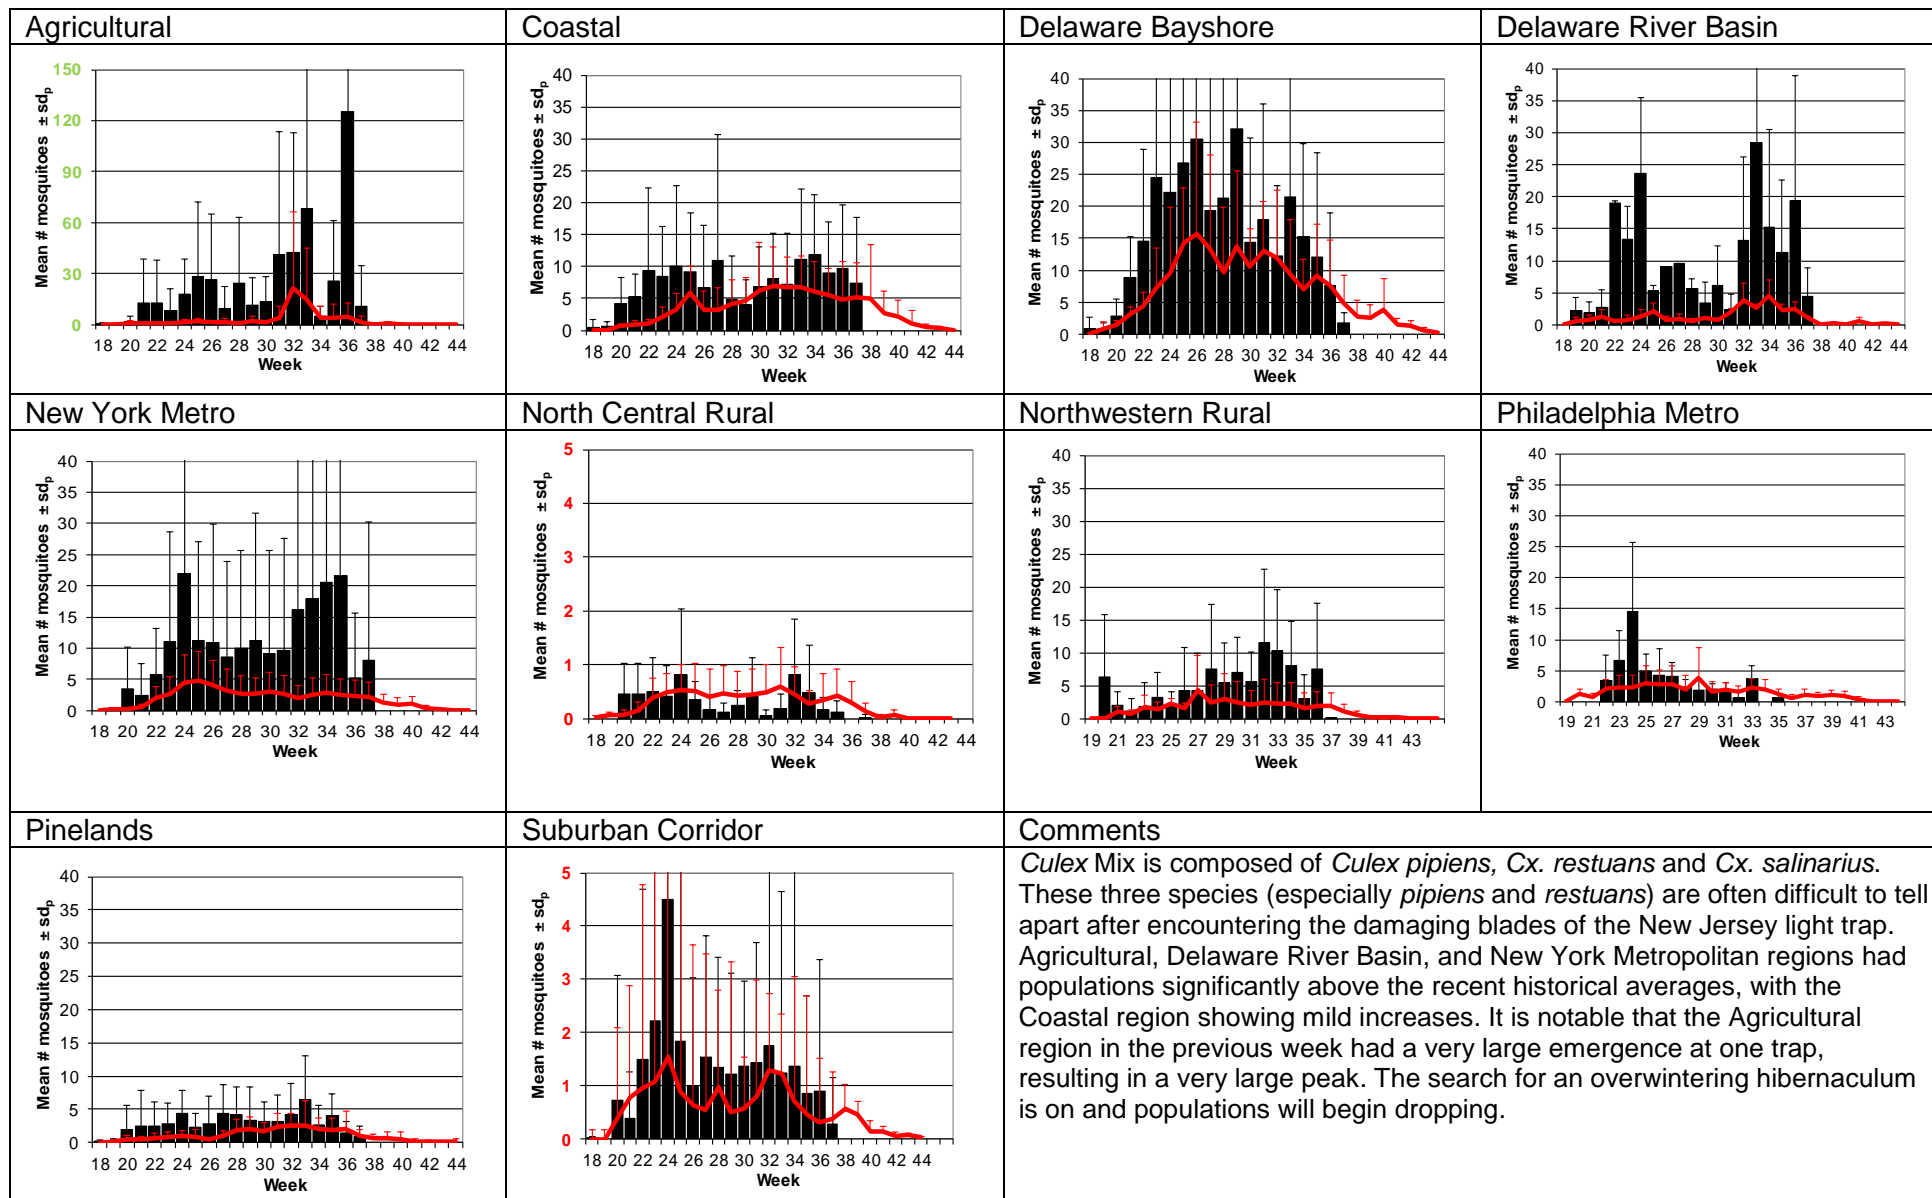 Agricultural
Mean # mosquitoes ± sdp
150
120
90
60
30
0
18 20 22 24 26 28 30 32 34 36 38 40 42 44
Week
Coastal
Mean # mosquitoes ± sdp
40
35
30
25
20
15
10
5
0
18 20 22 24 26 28 30 32 34 36 38 40 42 44
Week
Delaware Bayshore
Mean # mosquitoes ± sdp
40
35
30
25
20
15
10
5
0
18 20 22 24 26 28 30 32 34 36 38 40 42 44
Week
Delaware River Basin
Mean # mosquitoes ± sdp
40
35
30
25
20
15
10
5
0
18 20 22 24 26 28 30 32 34 36 38 40 42 44
Week
New York Metro
Mean # mosquitoes ± sdp
40
35
30
25
20
15
10
5
0
18 20 22 24 26 28 30 32 34 36 38 40 42 44
Week
North Central Rural
Mean # mosquitoes ± sdp
5
4
3
2
1
0
18 20 22 24 26 28 30 32 34 36 38 40 42 44
Week
Northwestern Rural
Mean # mosquitoes ± sdp
40
35
30
25
20
15
10
5
0
19 21 23 25 27 29 31 33 35 37 39 41 43
Week
Philadelphia Metro
Mean # mosquitoes ± sdp
40
35
30
25
20
15
10
5
0
19 21 23 25 27 29 31 33 35 37 39 41 43
Week
Pinelands
Mean # mosquitoes ± sdp
40
35
30
25
20
15
10
5
0
18 20 22 24 26 28 30 32 34 36 38 40 42 44
Week
Suburban Corridor
Mean # mosquitoes ± sdp
5
4
3
2
1
0
18 20 22 24 26 28 30 32 34 36 38 40 42 44
Week
Comments
Culex Mix is composed of Culex pipiens, Cx. restuans and Cx. salinarius.
These three species (especially pipiens and restuans) are often difficult to tell
apart after encountering the damaging blades of the New Jersey light trap.
Agricultural, Delaware River Basin, and New York Metropolitan regions had
populations significantly above the recent historical averages, with the
Coastal region showing mild increases. It is notable that the Agricultural
region in the previous week had a very large emergence at one trap,
resulting in a very large peak. The search for an overwintering hibernaculum
is on and populations will begin dropping.